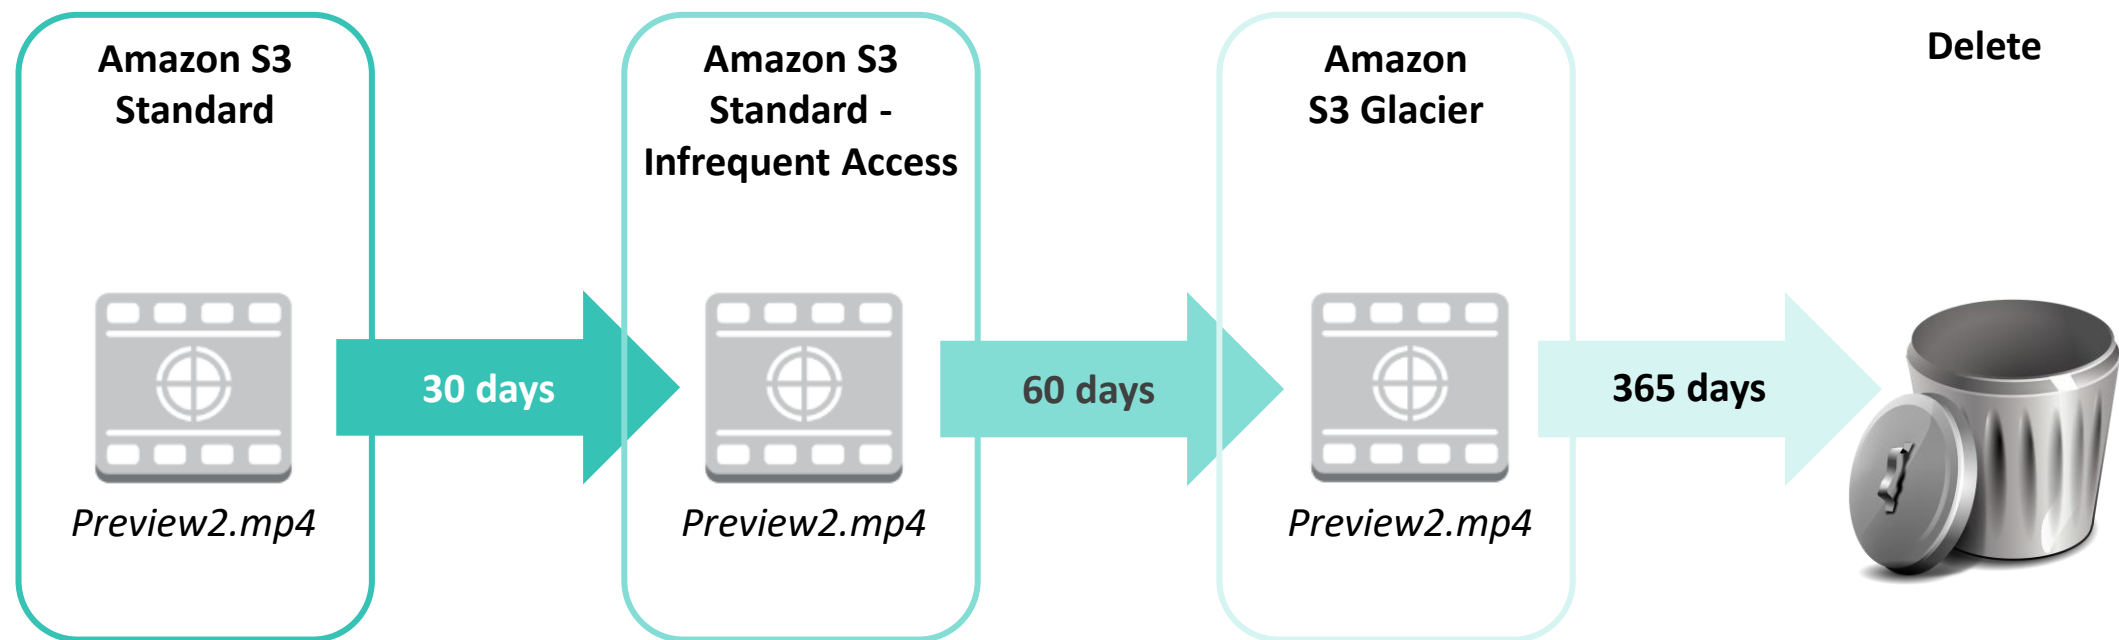 Amazon S3
Standard
Preview2.mp4
30 days
Amazon S3
Standard -
Infrequent Access
Preview2.mp4
60 days
Amazon
S3 Glacier
Preview2.mp4
365 days
Delete